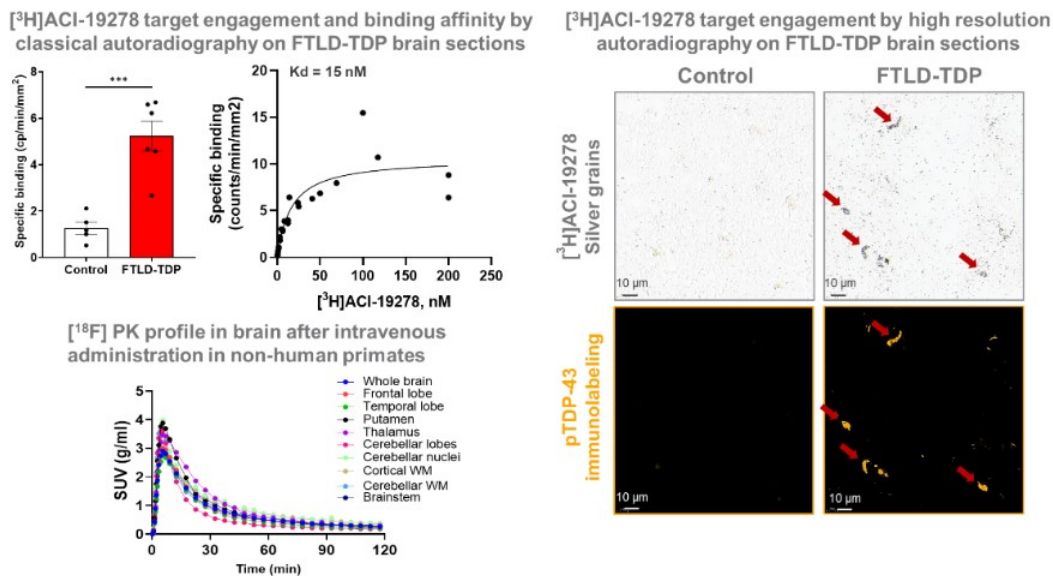 [³H]ACI-19278 target engagement and binding affinity by
classical autoradiography on FTLD-TDP brain sections
Specific binding (cp/min/mm²)
8
6
4
2
0
***
Control
FTLD-TDP
Kd = 15 nM
Specific binding
(counts/min/mm2)
20
15
10
5
0
0
50
100
150
200
250
[³H]ACI-19278, nM
[¹⁸F] PK profile in brain after intravenous
administration in non-human primates
SUV (g/ml)
5
4
3
2
1
0
0
30
60
90
120
Time (min)
Whole brain
Frontal lobe
Temporal lobe
Putamen
Thalamus
Cerebellar lobes
Cerebellar nuclei
Cortical WM
Cerebellar WM
Brainstem
[³H]ACI-19278 target engagement by high resolution
autoradiography on FTLD-TDP brain sections
Control
FTLD-TDP
[³H]ACI-19278
Silver grains
10 µm
10 µm
pTDP-43
immunolabeling
10 µm
10 µm